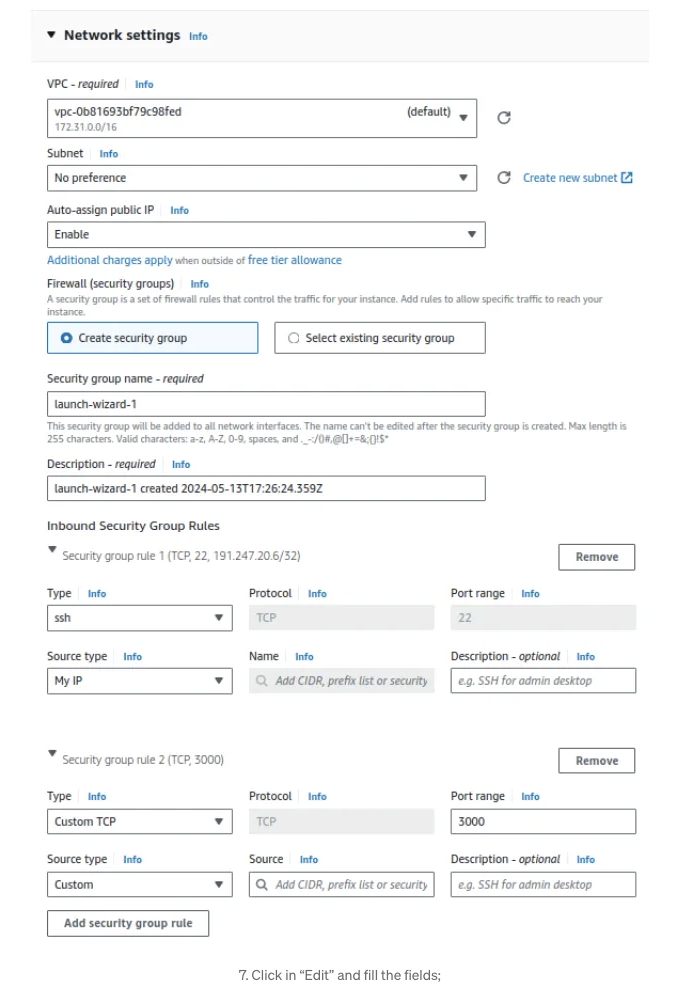 Network settings Info
VPC - required Info
vpc-0b81693bf79c98fed (default)
172.31.0.0/16
Subnet Info
No preference Create new subnet
Auto-assign public IP Info
Enable
Additional charges apply when outside of free tier allowance
Firewall (security groups) Info
A security group is a set of firewall rules that control the traffic for your instance. Add rules to allow specific traffic to reach your
instance.
Create security group Select existing security group
Security group name - required
launch-wizard-1
This security group will be added to all network interfaces. The name can't be edited after the security group is created. Max length is
255 characters. Valid characters: a-z, A-Z, 0-9, spaces, and ._-:/()#,@[]+=&;{}!$*
Description - required Info
launch-wizard-1 created 2024-05-13T17:26:24.359Z
Inbound Security Group Rules
Security group rule 1 (TCP, 22, 191.247.20.6/32) Remove
Type Info Protocol Info Port range Info
ssh TCP 22
Source type Info Name Info Description - optional Info
My IP Add CIDR, prefix list or security e.g. SSH for admin desktop
Security group rule 2 (TCP, 3000) Remove
Type Info Protocol Info Port range Info
Custom TCP TCP 3000
Source type Info Source Info Description - optional Info
Custom Add CIDR, prefix list or security e.g. SSH for admin desktop
Add security group rule
7. Click in “Edit” and fill the fields;